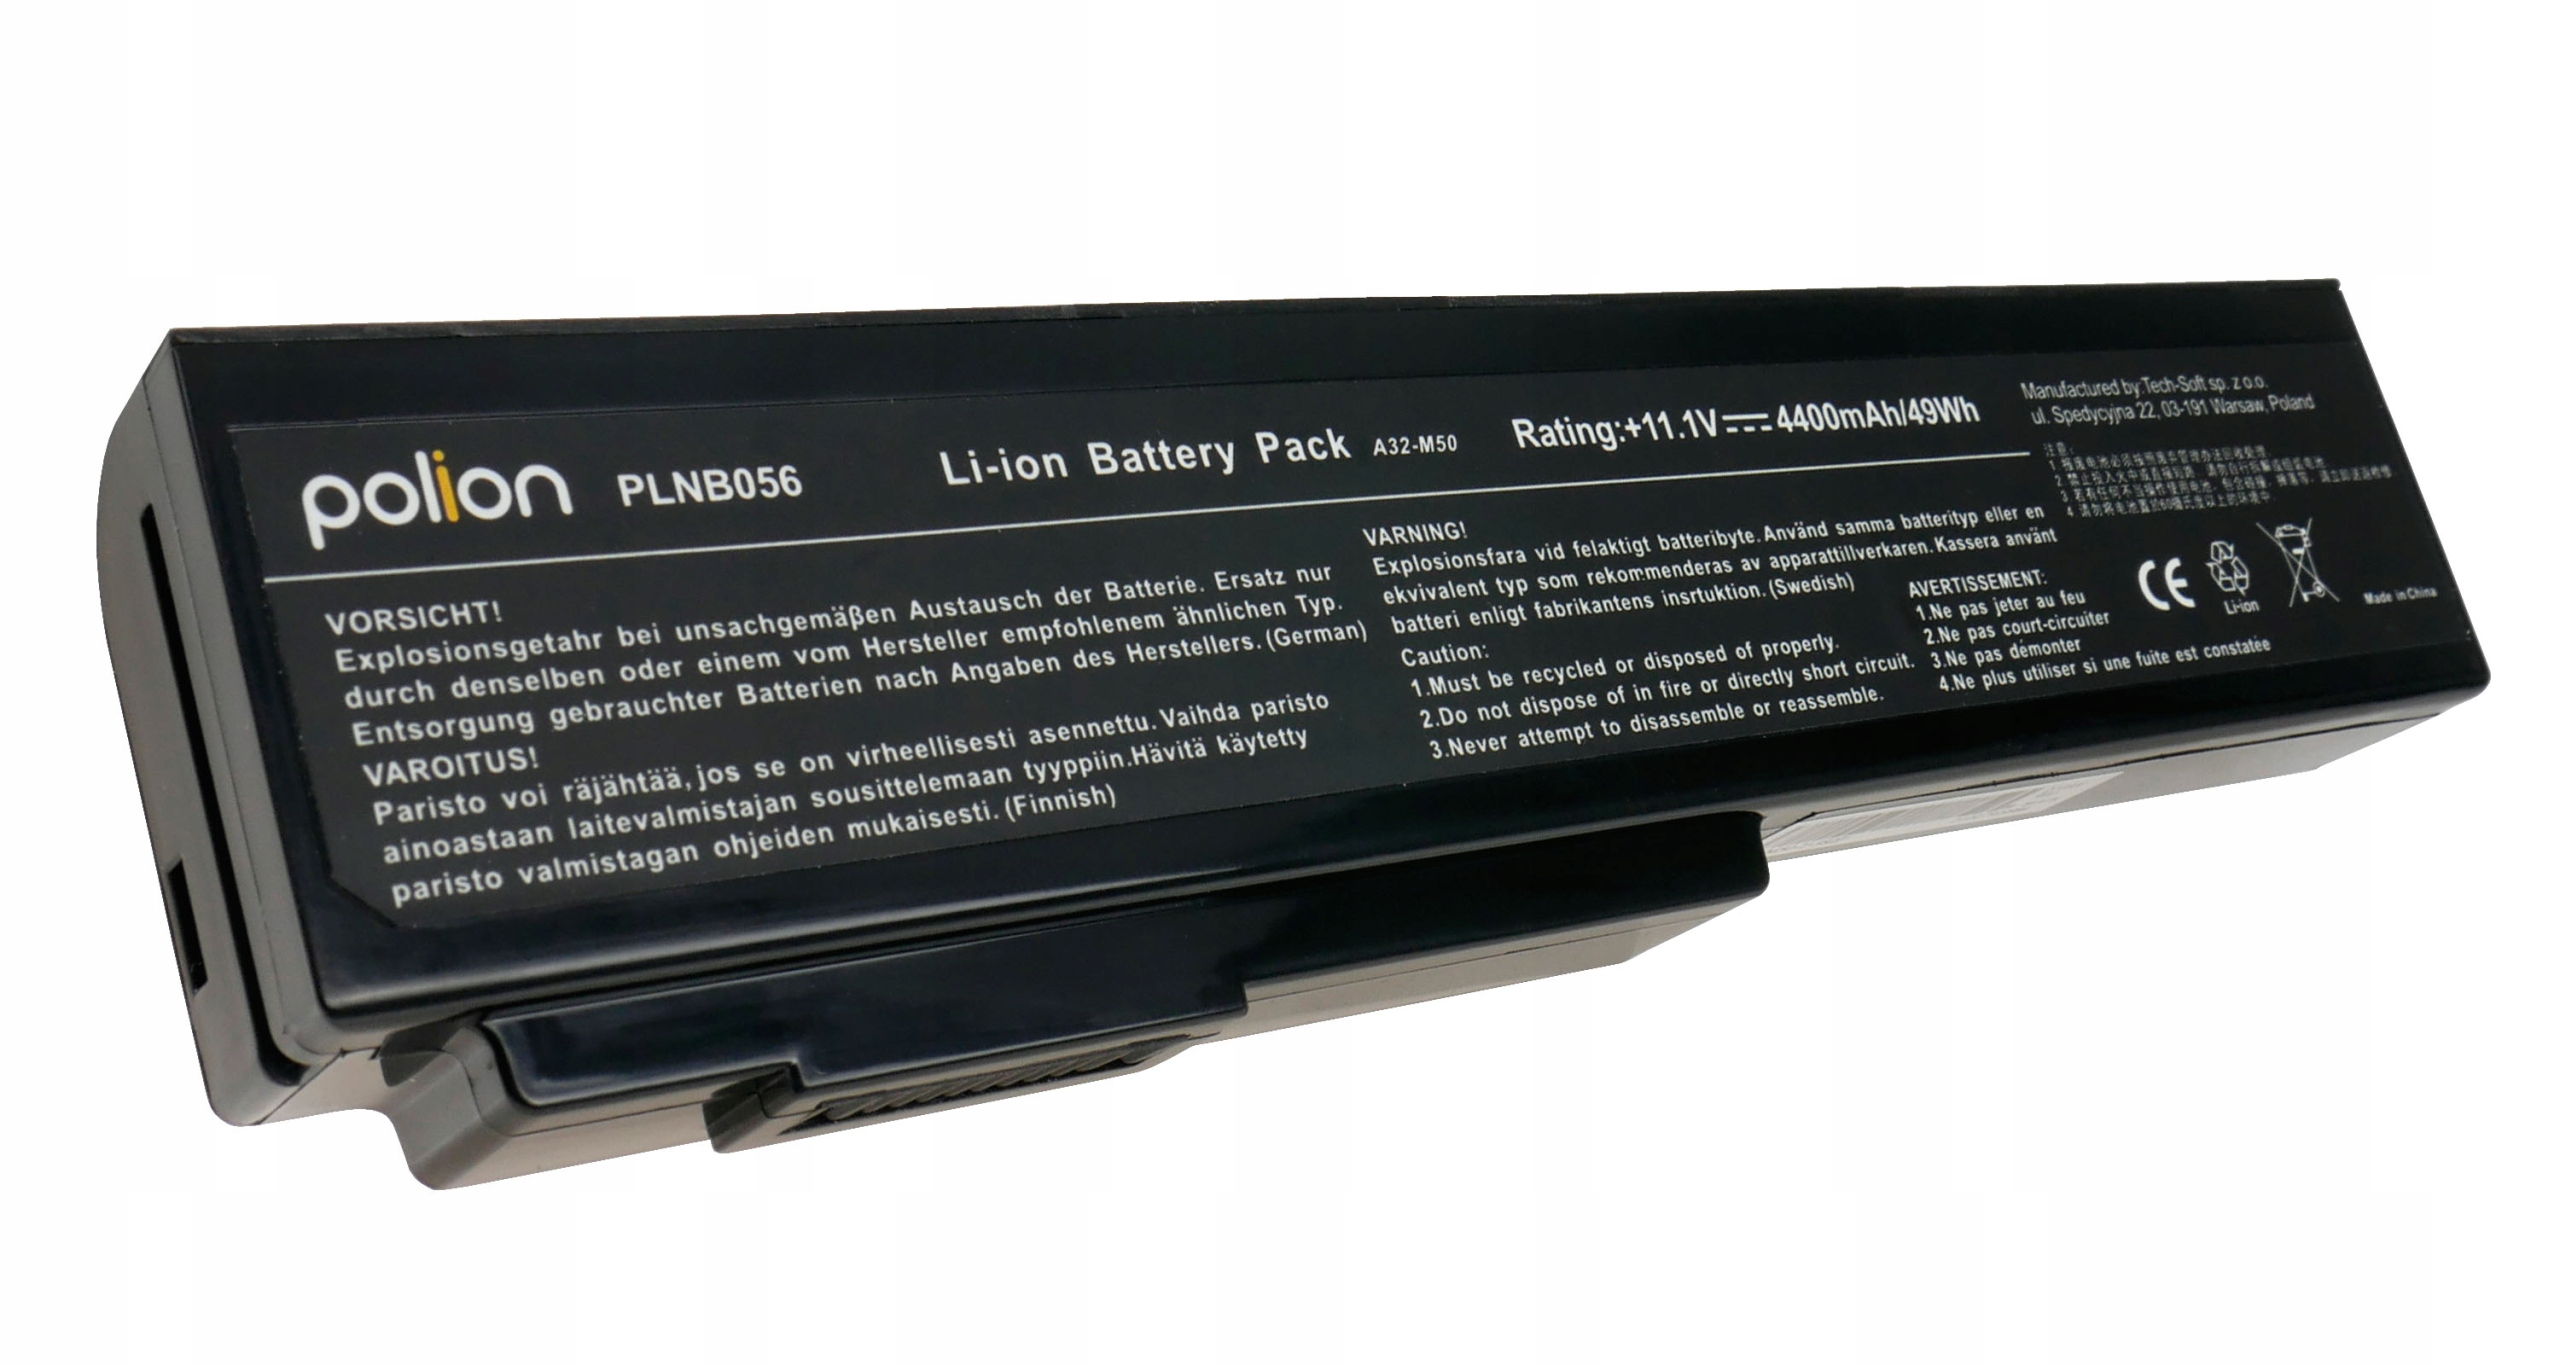 polion PLNB056 Li-ion Battery Pack A32-M50 Rating:+11.1V 4400mAh/49Wh
Manufactured by:Tech-Soft sp. z o.o.
ul. Spedycyjna 22, 03-191 Warsaw, Poland
VORSICHT!
Explosionsgetahr bei unsachgemäβen Austausch der Batterie. Ersatz nur
durch denselben oder einem vom Hersteller empfohlenem ähnlichen Typ.
Entsorgung gebrauchter Batterien nach Angaben des Herstellers. (German)
VAROITUS!
Paristo voi räjähtää, jos se on virheellisesti asennettu. Vaihda paristo
ainoastaan laitevalmistajan sousittelemaan tyyppiin.Hävitä käytetty
paristo valmistagan ohjeiden mukaisesti. (Finnish)
VARNING!
Explosionsfara vid felaktigt batteribyte. Använd samma batterityp eller en
ekvivalent typ som rekommenderas av apparattillverkaren. Kassera använt
batteri enligt fabrikantens insrtuktion. (Swedish)
Caution:
1.Must be recycled or disposed of properly.
2.Do not dispose of in fire or directly short circuit.
3.Never attempt to disassemble or reassemble.
AVERTISSEMENT:
1.Ne pas jeter au feu
2.Ne pas court-circuiter
3.Ne pas démonter
4.Ne plus utiliser si une fuite est constatée
CE
Li-ion
Made in China